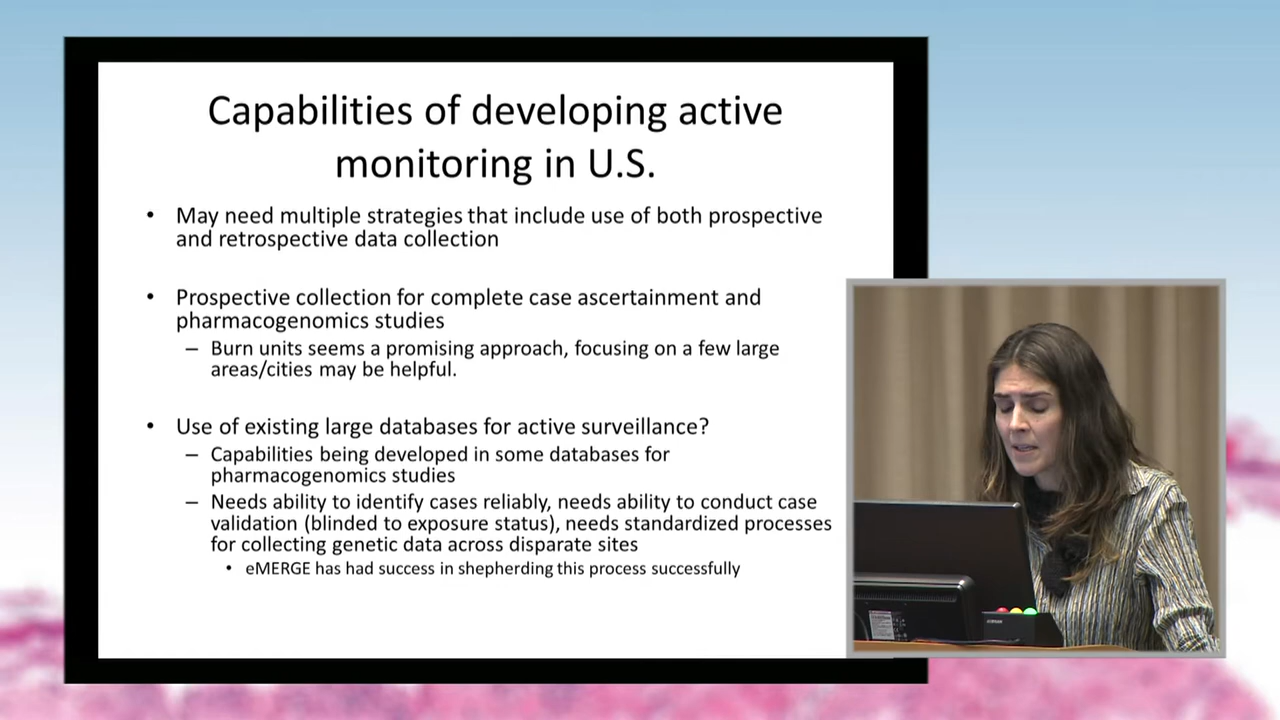 Capabilities of developing active
monitoring in U.S.
• May need multiple strategies that include use of both prospective
and retrospective data collection
• Prospective collection for complete case ascertainment and
pharmacogenomics studies
– Burn units seems a promising approach, focusing on a few large
areas/cities may be helpful.
• Use of existing large databases for active surveillance?
– Capabilities being developed in some databases for
pharmacogenomics studies
– Needs ability to identify cases reliably, needs ability to conduct case
validation (blinded to exposure status), needs standardized processes
for collecting genetic data across disparate sites
• eMERGE has had success in shepherding this process successfully